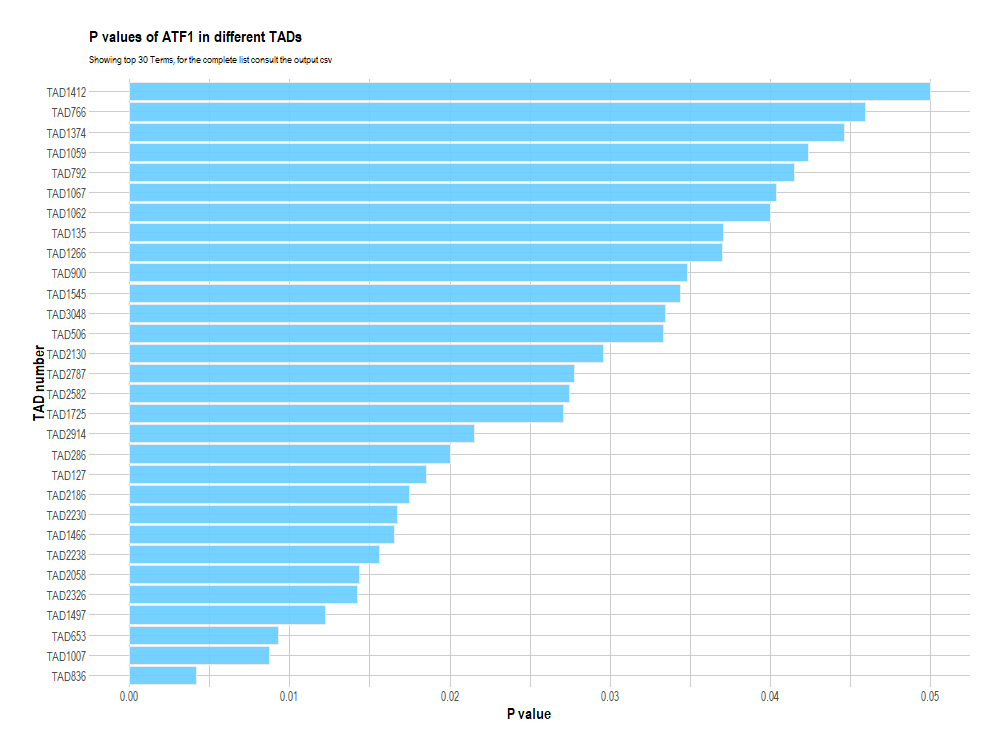 P values of ATF1 in different TADs
Showing top 30 Terms, for the complete list consult the output csv
TAD number
TAD1412
TAD766
TAD1374
TAD1059
TAD792
TAD1067
TAD1062
TAD135
TAD1266
TAD900
TAD1545
TAD3048
TAD506
TAD2130
TAD2787
TAD2582
TAD1725
TAD2914
TAD286
TAD127
TAD2186
TAD2230
TAD1466
TAD2238
TAD2058
TAD2326
TAD1497
TAD653
TAD1007
TAD836
0.00 0.01 0.02 0.03 0.04 0.05
P value